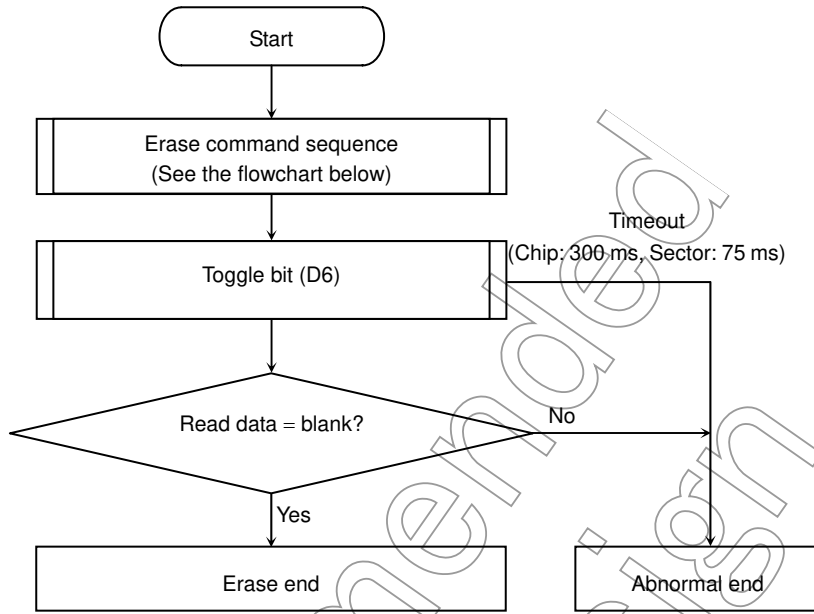 Start
Erase command sequence
(See the flowchart below)
Timeout
(Chip: 300 ms, Sector: 75 ms)
Toggle bit (D6)
Read data = blank?
No
Yes
Erase end
Abnormal end